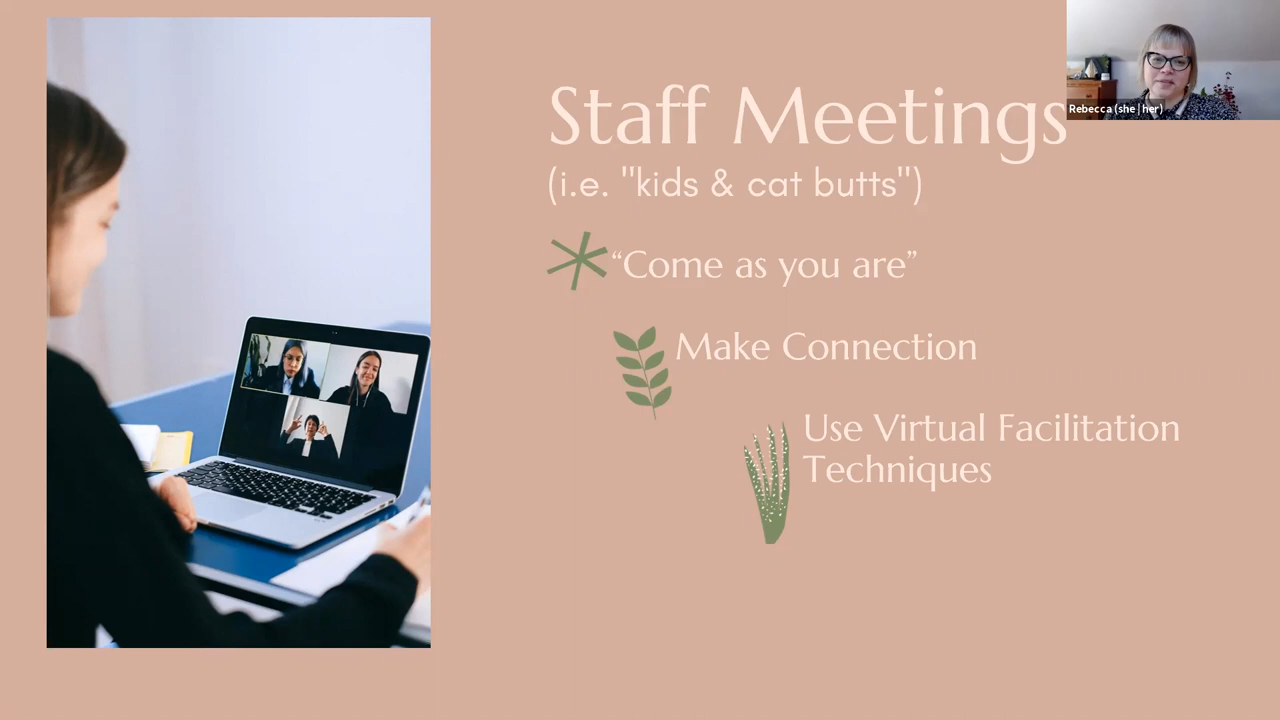 Staff Meetings
(i.e. "kids & cat butts")
“Come as you are”
Make Connection
Use Virtual Facilitation
Techniques
Rebecca (she | her)